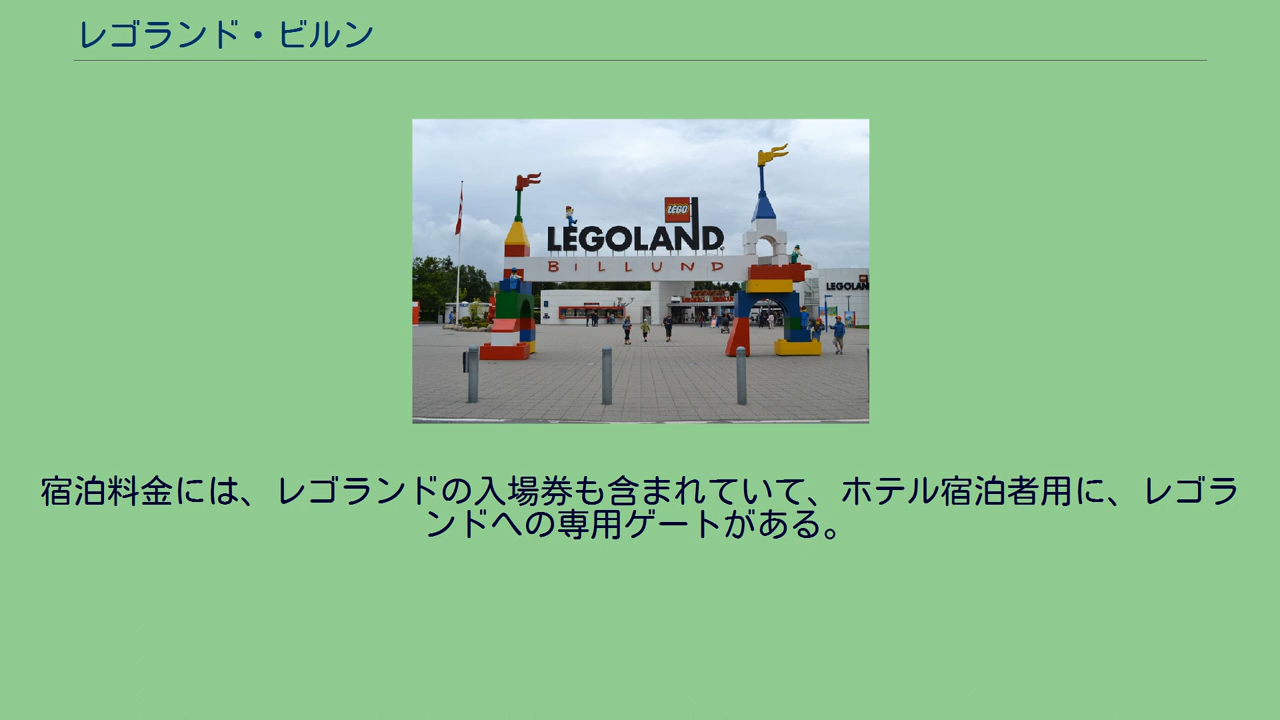 レゴランド・ビルン
LEGO
LEGOLAND
BILLUND
LEGOLAN
宿泊料金には、レゴランドの入場券も含まれていて、ホテル宿泊者用に、レゴラ
ンドへの専用ゲートがある。